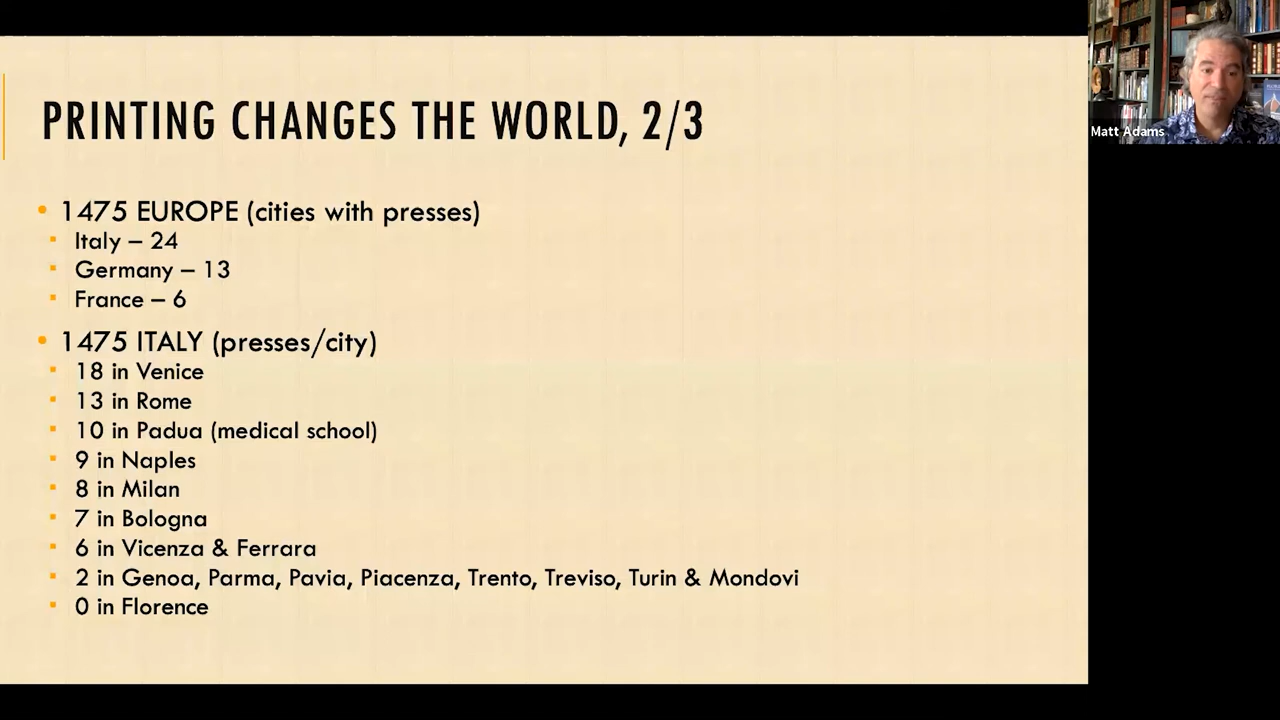 PRINTING CHANGES THE WORLD, 2/3
Matt Adams
• 1475 EUROPE (cities with presses)
▪ Italy – 24
▪ Germany – 13
▪ France – 6
• 1475 ITALY (presses/city)
▪ 18 in Venice
▪ 13 in Rome
▪ 10 in Padua (medical school)
▪ 9 in Naples
▪ 8 in Milan
▪ 7 in Bologna
▪ 6 in Vicenza & Ferrara
▪ 2 in Genoa, Parma, Pavia, Piacenza, Trento, Treviso, Turin & Mondovi
▪ 0 in Florence